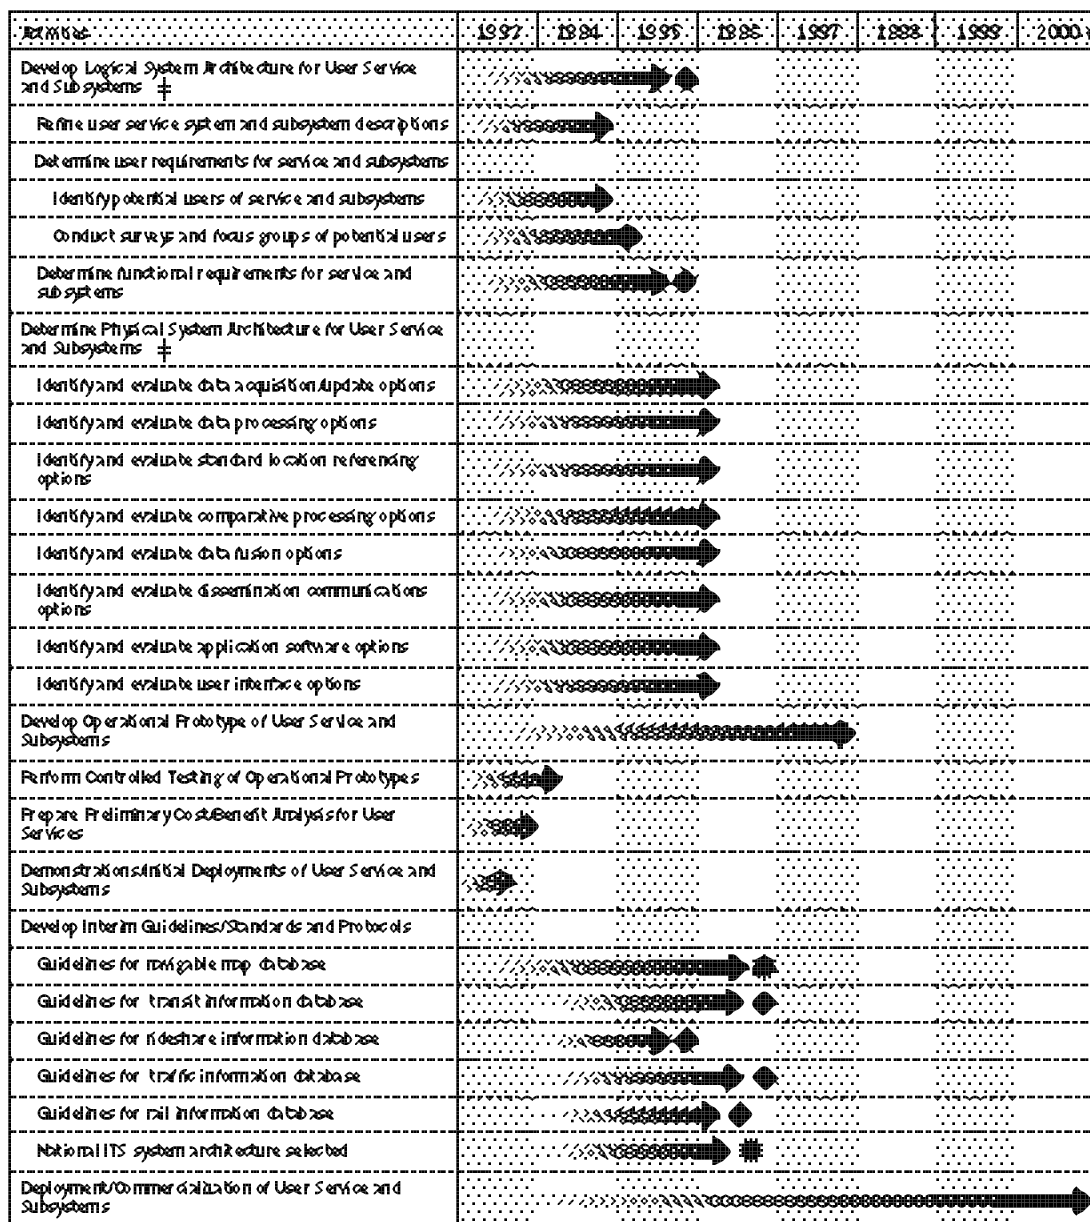 Activities 1993 1994 1995 1996 1997 1998 1999 2000
Develop Logical System Architecture for User Service
and Subsystems ‡
Refine user service system and subsystem descriptions
Determine user requirements for service and subsystems
Identify potential users of service and subsystems
Conduct surveys and focus groups of potential users
Determine functional requirements for service and
subsystems
Determine Physical System Architecture for User Service
and Subsystems ‡
Identify and evaluate data acquisition/update options
Identify and evaluate data processing options
Identify and evaluate standard location referencing
options
Identify and evaluate comparative processing options
Identify and evaluate data fusion options
Identify and evaluate dissemination communications
options
Identify and evaluate application software options
Identify and evaluate user interface options
Develop Operational Prototype of User Service and
Subsystems
Perform Controlled Testing of Operational Prototypes
Prepare Preliminary Cost/Benefit Analysis for User
Services
Demonstrations/Initial Deployments of User Service and
Subsystems
Develop Interim Guidelines/Standards and Protocols
Guidelines for navigable map database
Guidelines for transit information database
Guidelines for rideshare information database
Guidelines for traffic information database
Guidelines for rail information database
National ITS system architecture selected
Deployment/Commercialization of User Service and
Subsystems